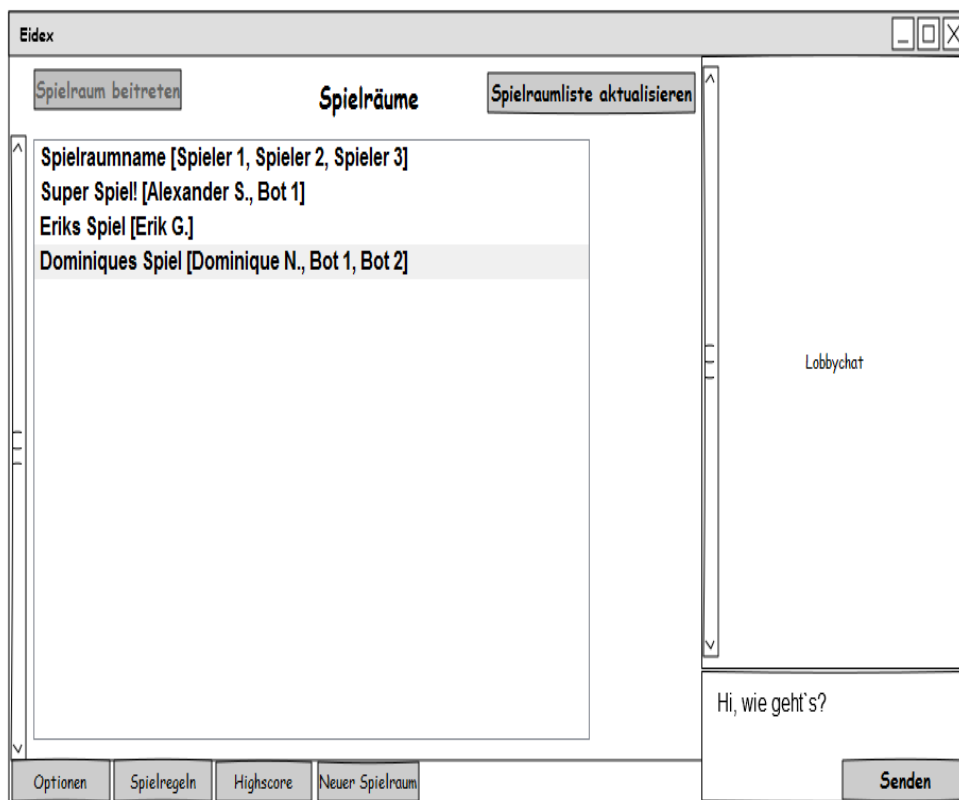 Eidex
Spielraum beitreten
Spielräume
Spielraumliste aktualisieren
Spielraumname [Spieler 1, Spieler 2, Spieler 3]
Super Spiel! [Alexander S., Bot 1]
Eriks Spiel [Erik G.]
Dominiques Spiel [Dominique N., Bot 1, Bot 2]
Lobbychat
Hi, wie geht`s?
Senden
Optionen
Spielregeln
Highscore
Neuer Spielraum